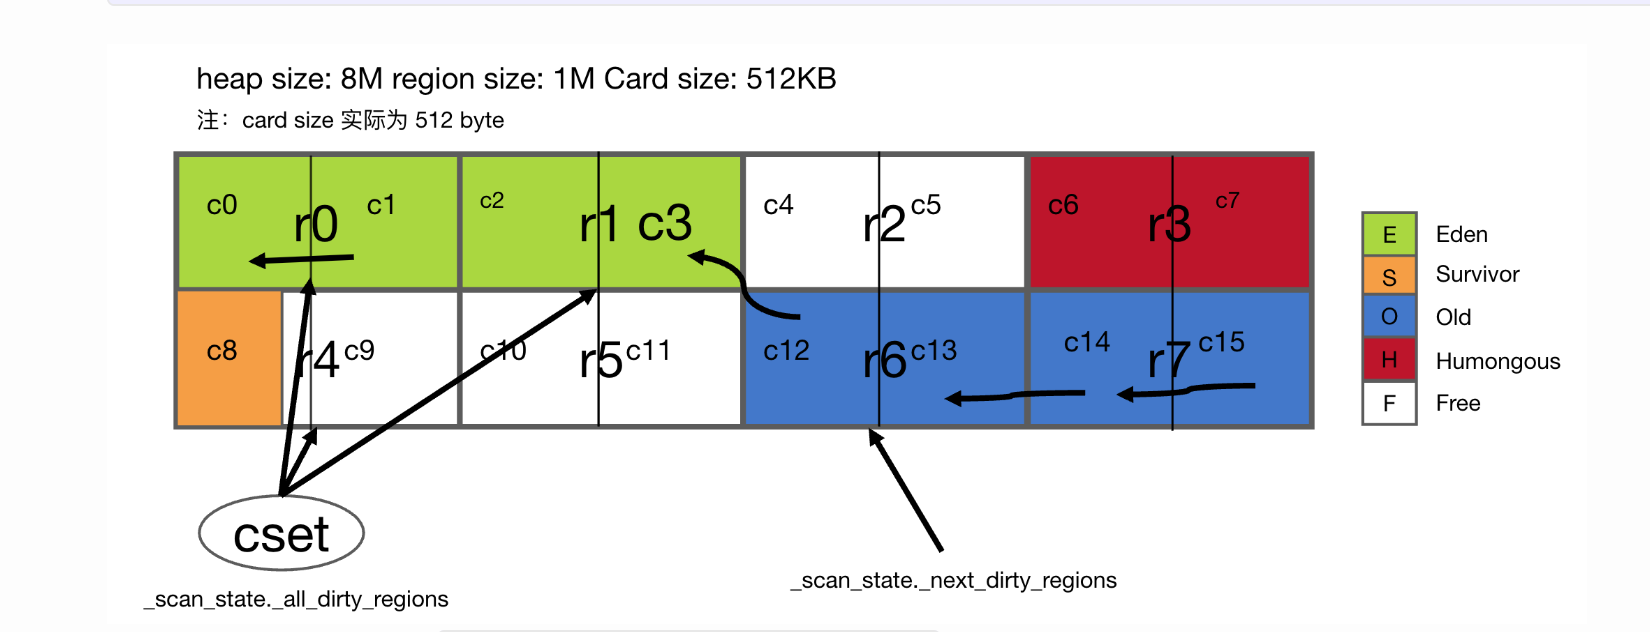 heap size: 8M region size: 1M Card size: 512KB
注：card size 实际为 512 byte
c0 r0 c1 c2 r1 c3 c4 r2 c5 c6 r3 c7
c8 r4 c9 c10 r5 c11 c12 r6 c13 c14 r7 c15
E Eden
S Survivor
O Old
H Humongous
F Free
cset
_scan_state._next_dirty_regions
_scan_state._all_dirty_regions